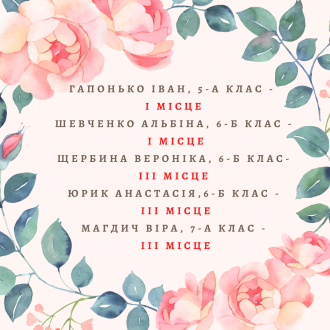 ГАПОНЬКО ІВАН, 5-А КЛАС -
І МІСЦЕ
ШЕВЧЕНКО АЛЬБІНА, 6-Б КЛАС -
І МІСЦЕ
ЩЕРБИНА ВЕРОНІКА, 6-Б КЛАС-
ІІІ МІСЦЕ
ЮРИК АНАСТАСІЯ,6-Б КЛАС -
ІІІ МІСЦЕ
МАГДИЧ ВІРА, 7-А КЛАС -
ІІІ МІСЦЕ